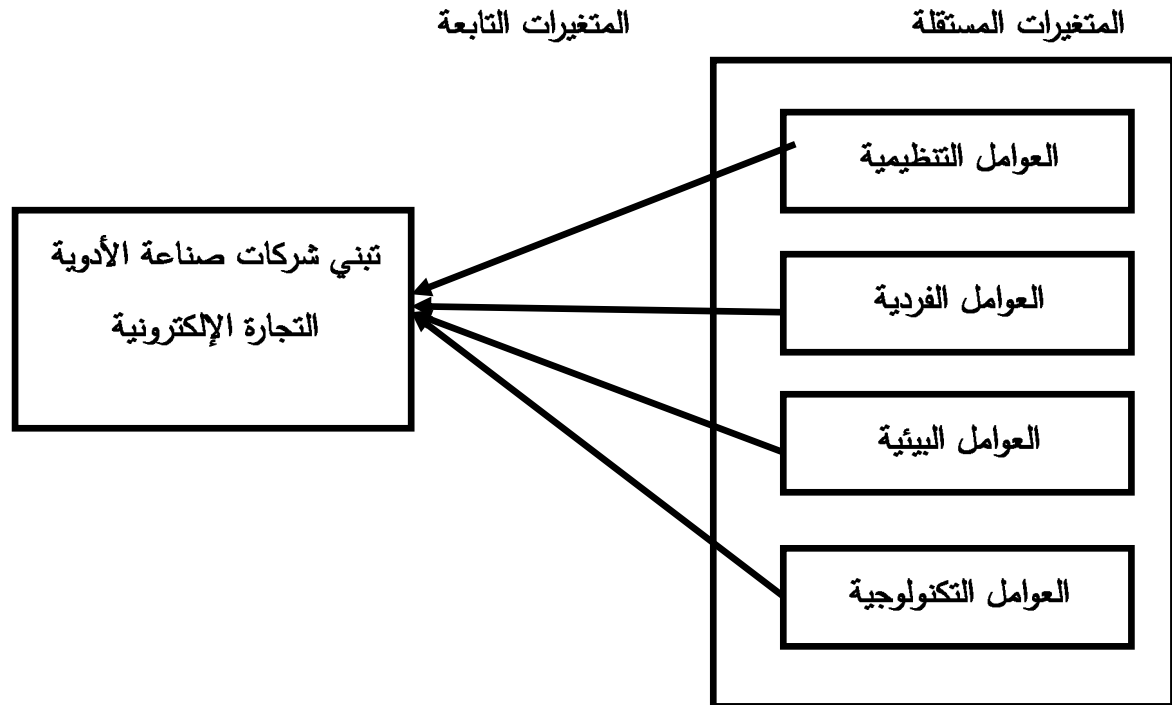 المتغيرات المستقلة
المتغيرات التابعة
العوامل التنظيمية
العوامل الفردية
العوامل البيئية
العوامل التكنولوجية
تبني شركات صناعة الأدوية
التجارة الإلكترونية